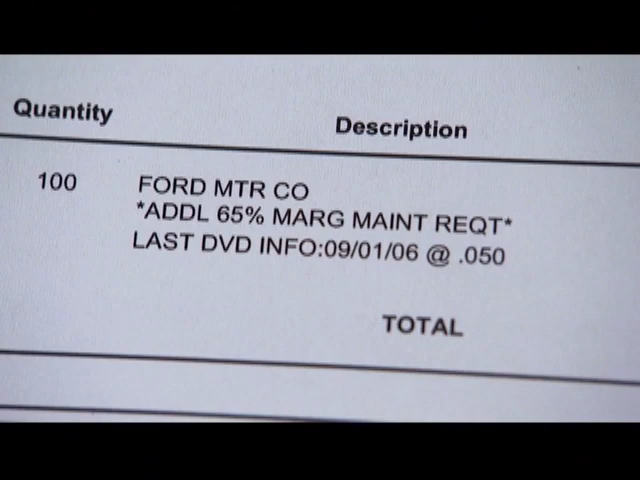 Quantity Description
100 FORD MTR CO
*ADDL 65% MARG MAINT REQT*
LAST DVD INFO:09/01/06 @ .050
TOTAL